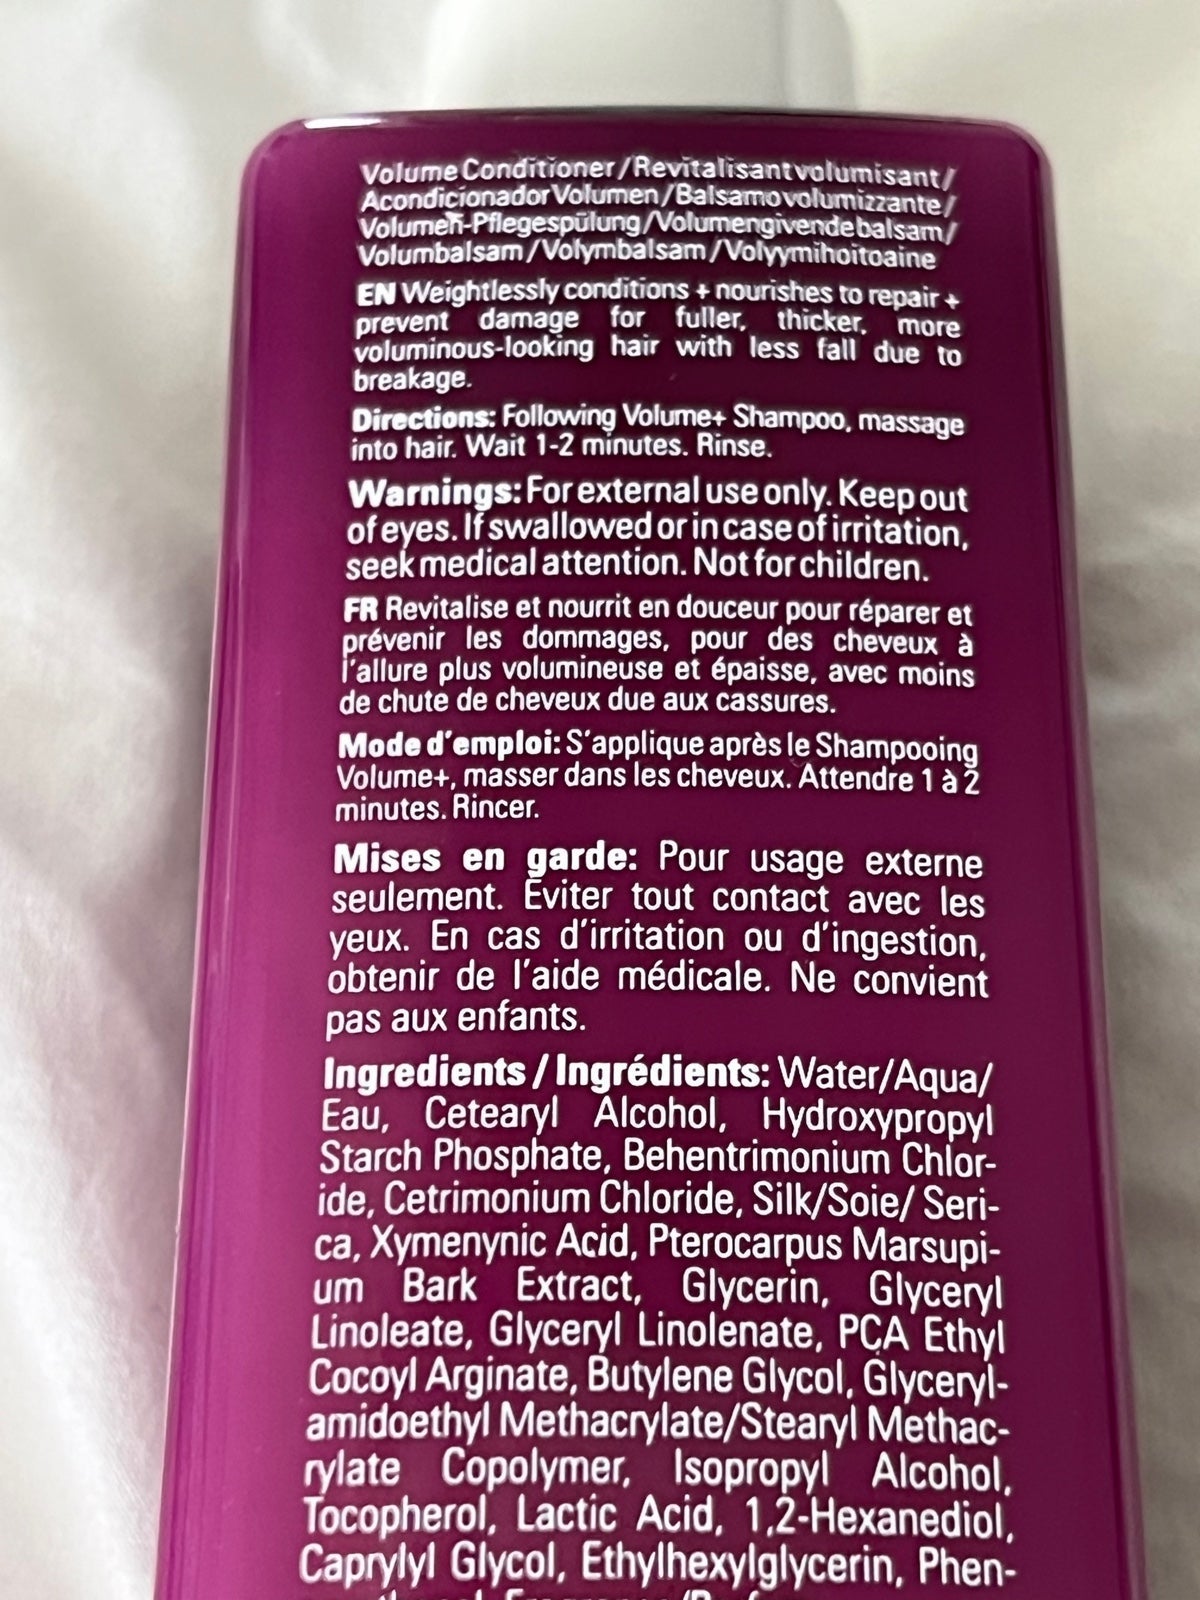 Volume Conditioner/Revitalisant volumisant/
Acondicionador Volumen/Balsamo volumizzante/
Volumen-Pflegespülung/Volumengivende balsam/
Volumbalsam/Volymbalsam/Volyymihoitoaine
EN Weightlessly conditions + nourishes to repair +
prevent damage for fuller, thicker, more
voluminous-looking hair with less fall due to
breakage.
Directions: Following Volume+ Shampoo, massage
into hair. Wait 1-2 minutes. Rinse.
Warnings: For external use only. Keep out
of eyes. If swallowed or in case of irritation,
seek medical attention. Not for children.
FR Revitalise et nourrit en douceur pour réparer et
prévenir les dommages, pour des cheveux à
l'allure plus volumineuse et épaisse, avec moins
de chute de cheveux due aux cassures.
Mode d'emploi: S'applique après le Shampooing
Volume+, masser dans les cheveux. Attendre 1 à 2
minutes. Rincer.
Mises en garde: Pour usage externe
seulement. Éviter tout contact avec les
yeux. En cas d'irritation ou d'ingestion,
obtenir de l'aide médicale. Ne convient
pas aux enfants.
Ingredients / Ingrédients: Water/Aqua/
Eau, Cetearyl Alcohol, Hydroxypropyl
Starch Phosphate, Behentrimonium Chlor-
ide, Cetrimonium Chloride, Silk/Soie/ Seri-
ca, Xymenynic Acid, Pterocarpus Marsupi-
um Bark Extract, Glycerin, Glyceryl
Linoleate, Glyceryl Linolenate, PCA Ethyl
Cocoyl Arginate, Butylene Glycol, Glyceryl-
amidoethyl Methacrylate/Stearyl Methac-
rylate Copolymer, Isopropyl Alcohol,
Tocopherol, Lactic Acid, 1,2-Hexanediol,
Caprylyl Glycol, Ethylhexylglycerin, Phen-